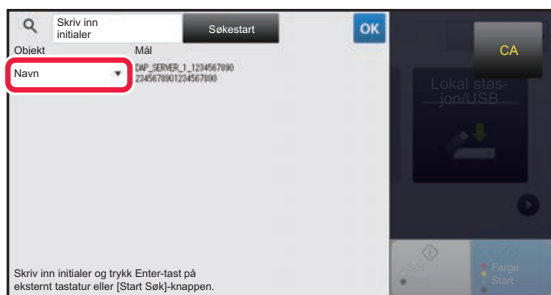 Skriv inn
initialer
Søkestart
OK
CA
Objekt
Mål
Navn
DAP_SERVER_1_1234567890
2345678901234567890
Lokal stas-
jon/USB
Skriv inn initialer og trykk Enter-tast på
eksternt tastatur eller [Start Søk]-knappen.
Farge
Start